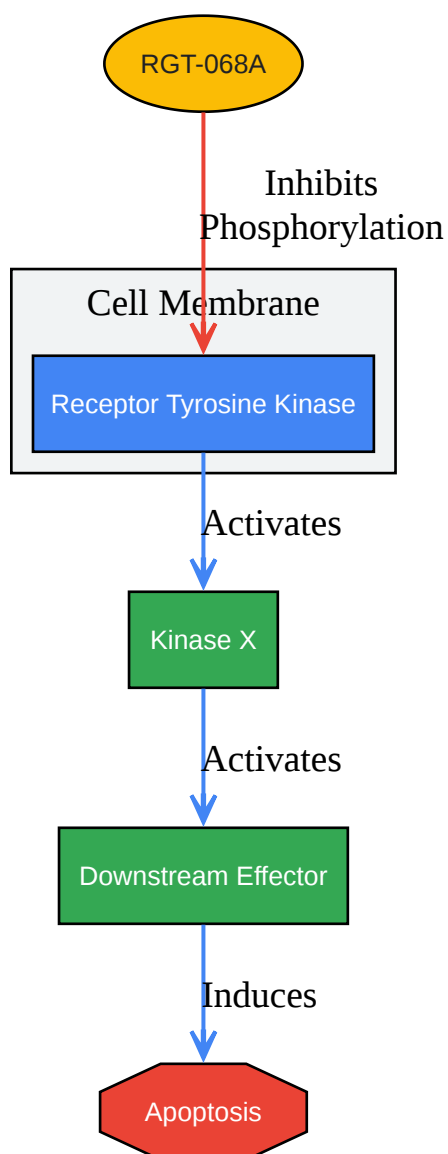 RGT-068A
Inhibits
Phosphorylation
Cell Membrane
Receptor Tyrosine Kinase
Activates
Kinase X
Activates
Downstream Effector
Induces
Apoptosis